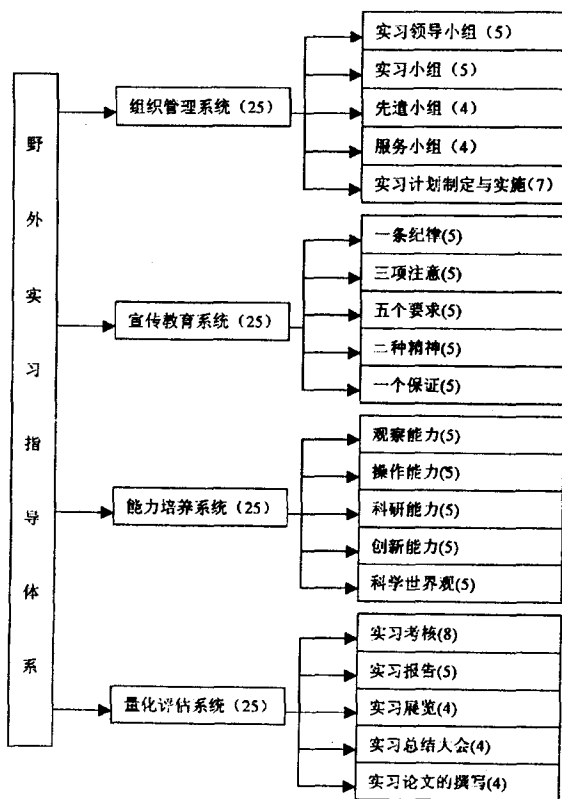 野外实习指导体系
组织管理系统（25）
实习领导小组（5）
实习小组（5）
先遣小组（4）
服务小组（4）
实习计划制定与实施（7）
宣传教育系统（25）
一条纪律(5)
三项注意(5)
五个要求(5)
二种精神(5)
一个保证(5)
能力培养系统（25）
观察能力(5)
操作能力(5)
科研能力(5)
创新能力(5)
科学世界观(5)
量化评估系统（25）
实习考核(8)
实习报告(5)
实习展览(4)
实习总结大会(4)
实习论文的撰写(4)